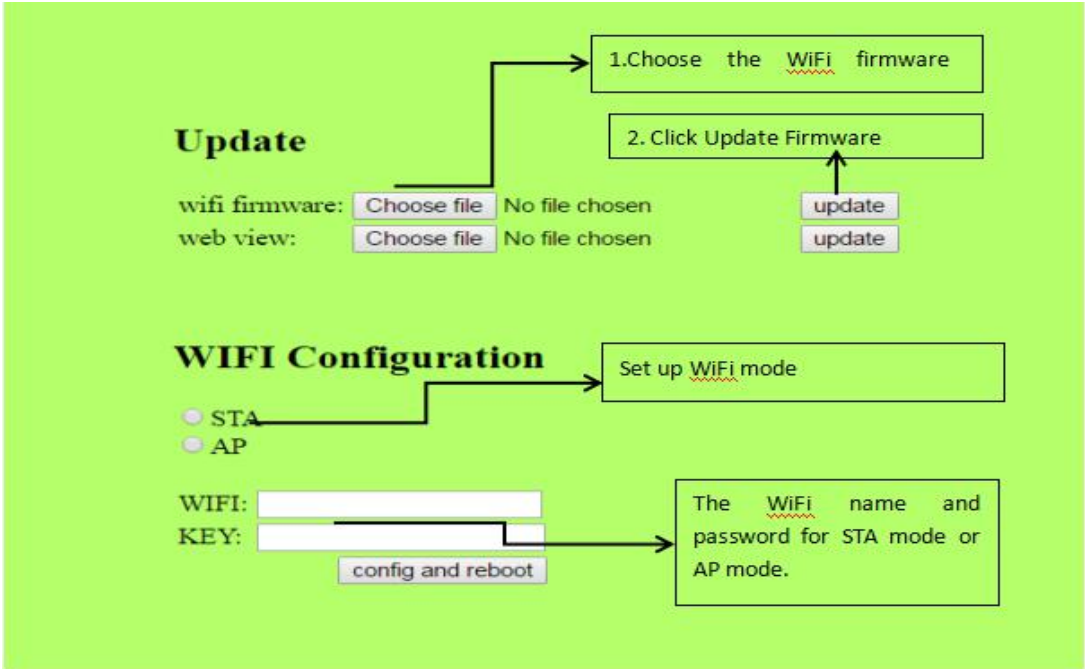 1.Choose the WiFi firmware
Update
2. Click Update Firmware
wifi firmware: Choose file No file chosen update
web view: Choose file No file chosen update
WIFI Configuration
Set up WiFi mode
STA
AP
WIFI:
KEY:
config and reboot
The WiFi name and
password for STA mode or
AP mode.